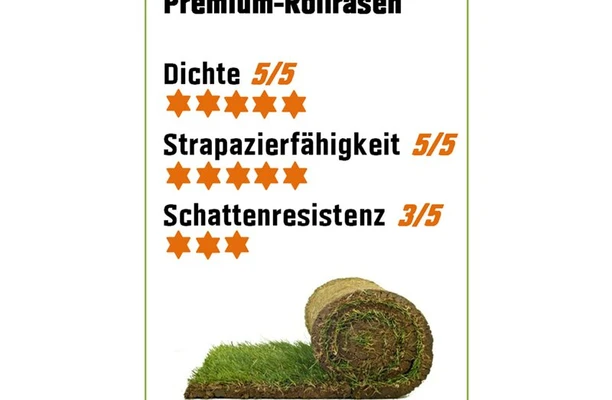 Premium-Rollrasen
Dichte 5/5
Strapazierfähigkeit 5/5
Schattenresistenz 3/5